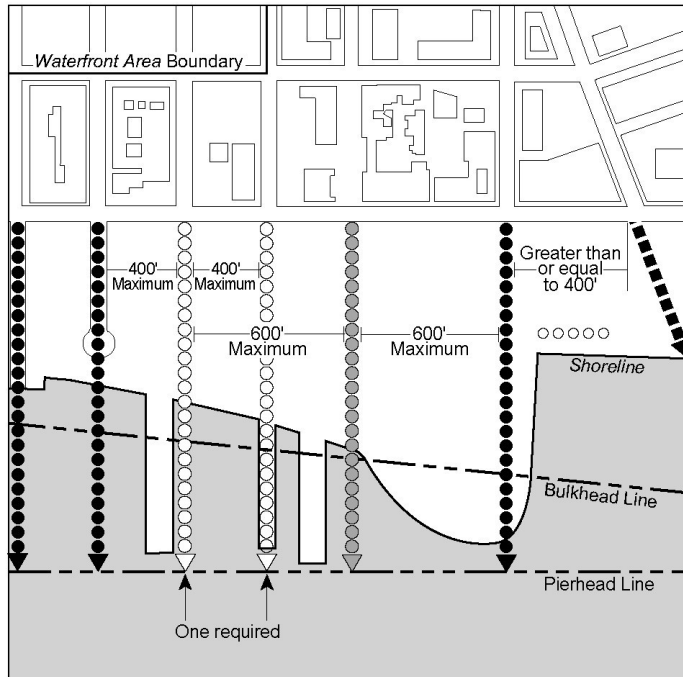 Waterfront Area Boundary
400'
Maximum
400'
Maximum
Greater than
or equal
to 400'
600'
Maximum
600'
Maximum
Shoreline
Bulkhead Line
Pierhead Line
One required